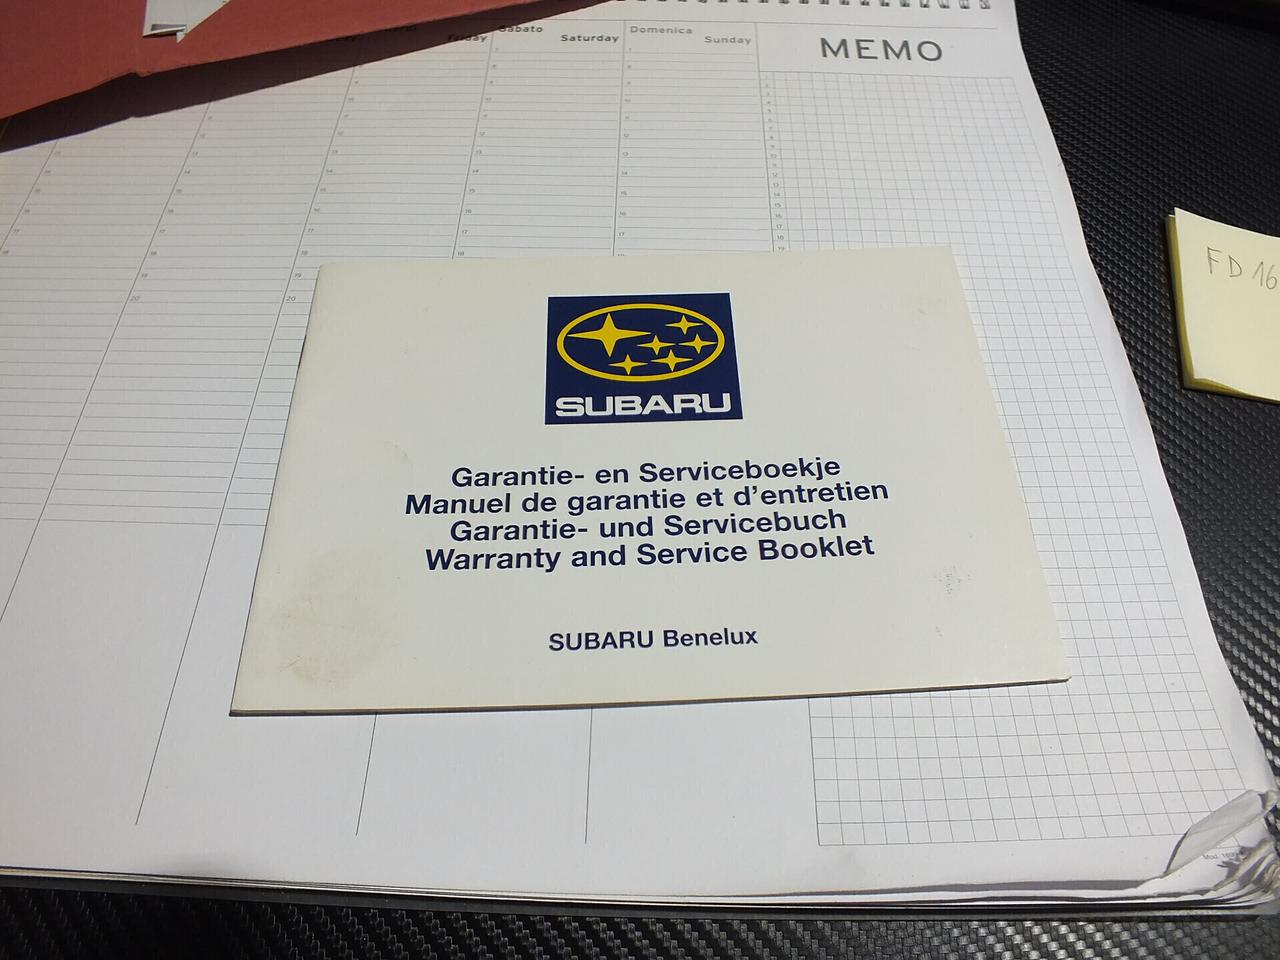 Sabato
Friday
Saturday
Domenica
Sunday
MEMO
FD 16
SUBARU
Garantie- en Serviceboekje
Manuel de garantie et d'entretien
Garantie- und Servicebuch
Warranty and Service Booklet
SUBARU Benelux